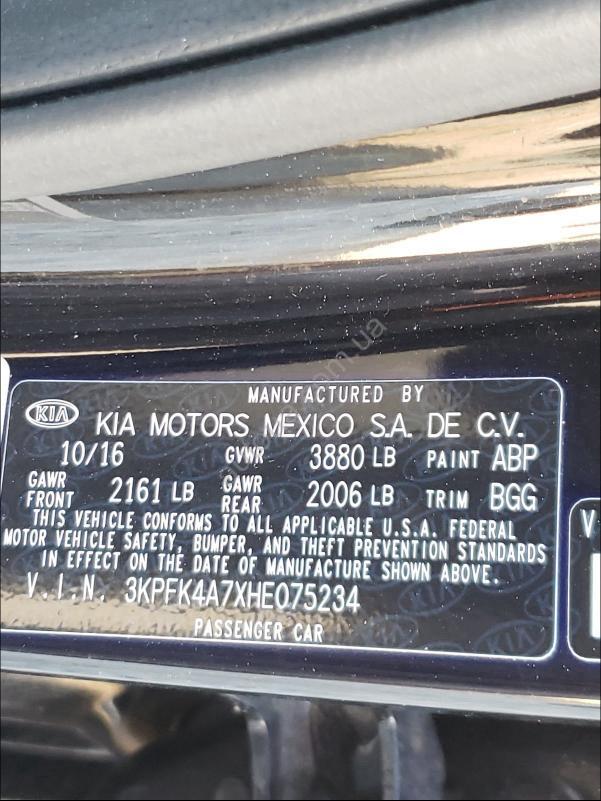 MANUFACTURED BY
KIA KIA MOTORS MEXICO S.A. DE C.V.
10/16 GVWR 3880 LB PAINT ABP
GAWR FRONT 2161 LB GAWR REAR 2006 LB TRIM BGG
THIS VEHICLE CONFORMS TO ALL APPLICABLE U.S.A. FEDERAL
MOTOR VEHICLE SAFETY, BUMPER, AND THEFT PREVENTION STANDARDS
IN EFFECT ON THE DATE OF MANUFACTURE SHOWN ABOVE.
V.I.N. 3KPFK4A7XHE075234
PASSENGER CAR
V